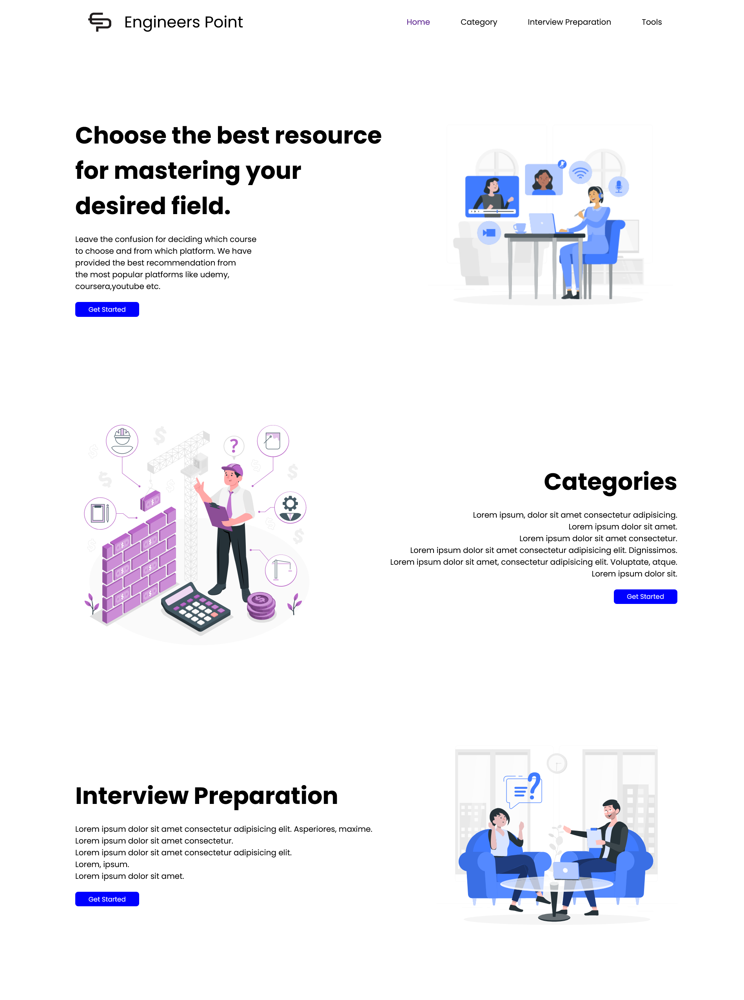 Engineers Point
Home
Category
Interview Preparation
Tools
Choose the best resource
for mastering your
desired field.
Leave the confusion for deciding which course
to choose and from which platform. We have
provided the best recommendation from
the most popular platforms like udemy,
coursera,youtube etc.
Get Started
Categories
Lorem ipsum, dolor sit amet consectetur adipisicing.
Lorem ipsum dolor sit amet.
Lorem ipsum dolor sit amet consectetur.
Lorem ipsum dolor sit amet consectetur adipisicing elit. Dignissimos.
Lorem ipsum dolor sit amet, consectetur adipisicing elit. Voluptate, atque.
Lorem ipsum dolor sit.
Get Started
Interview Preparation
Lorem ipsum dolor sit amet consectetur adipisicing elit. Asperiores, maxime.
Lorem ipsum dolor sit amet consectetur.
Lorem ipsum dolor sit amet consectetur adipisicing elit.
Lorem, ipsum.
Lorem ipsum dolor sit amet.
Get Started